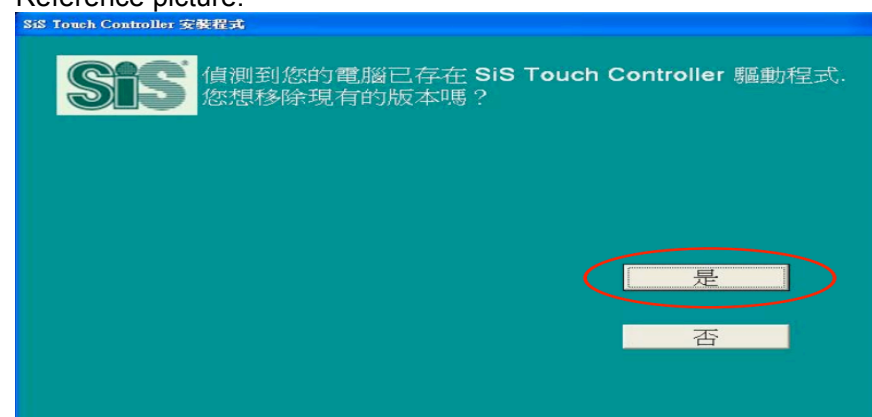 Reference picture:
SiS Touch Controller 安裝程式
SiS
偵測到您的電腦已存在 SiS Touch Controller 驅動程式.
您想移除現有的版本嗎？
是
否